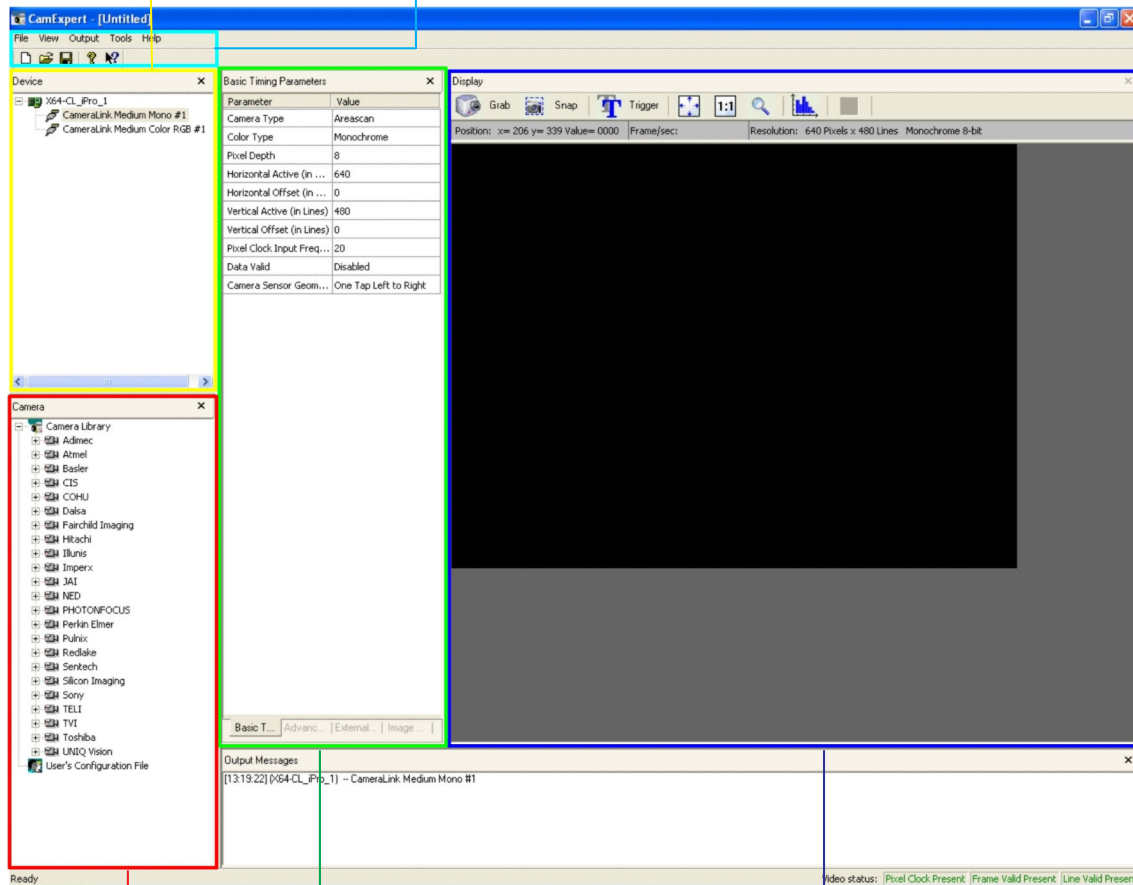 CamExpert - [Untitled]
File View Output Tools Help
Device
X64-CL_iPro_1
CameraLink Medium Mono #1
CameraLink Medium Color RGB #1
Camera
Camera Library
Adimec
Atmel
Basler
CIS
COHU
Dalsa
Fairchild Imaging
Hitachi
Illunis
Imperx
JAI
NED
PHOTONFOCUS
Perkin Elmer
Pulnix
Redlake
Sentech
Silicon Imaging
Sony
TELI
TVI
Toshiba
UNIQ Vision
User's Configuration File
Basic Timing Parameters
Parameter Value
Camera Type Areascan
Color Type Monochrome
Pixel Depth 8
Horizontal Active (in ... 640
Horizontal Offset (in ... 0
Vertical Active (in Lines) 480
Vertical Offset (in Lines) 0
Pixel Clock Input Freq... 20
Data Valid Disabled
Camera Sensor Geom... One Tap Left to Right
Basic T... Advanc... External... Image ...
Display
Grab Snap Trigger 1:1
Position: x= 206 y= 339 Value= 0000 Frame/sec: Resolution: 640 Pixels x 480 Lines Monochrome 8-bit
Output Messages
[13:19:22] (X64-CL_iPro_1) -- CameraLink Medium Mono #1
Ready
Video status: Pixel Clock Present Frame Valid Present Line Valid Presen